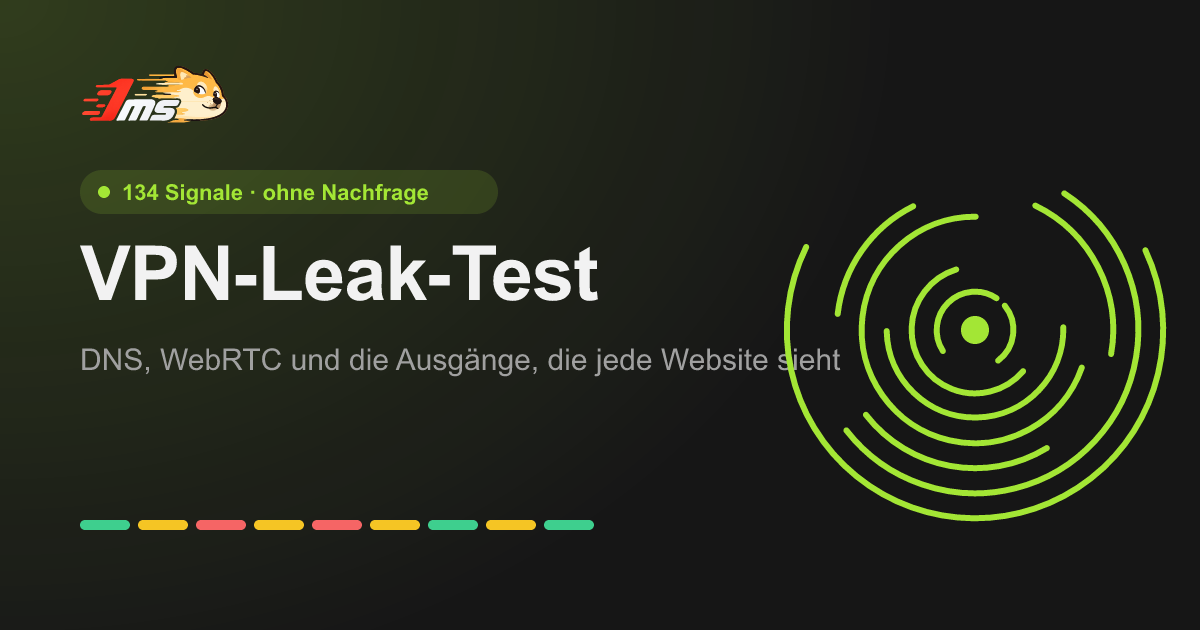 1ms
134 Signale · ohne Nachfrage
VPN-Leak-Test
DNS, WebRTC und die Ausgänge, die jede Website sieht